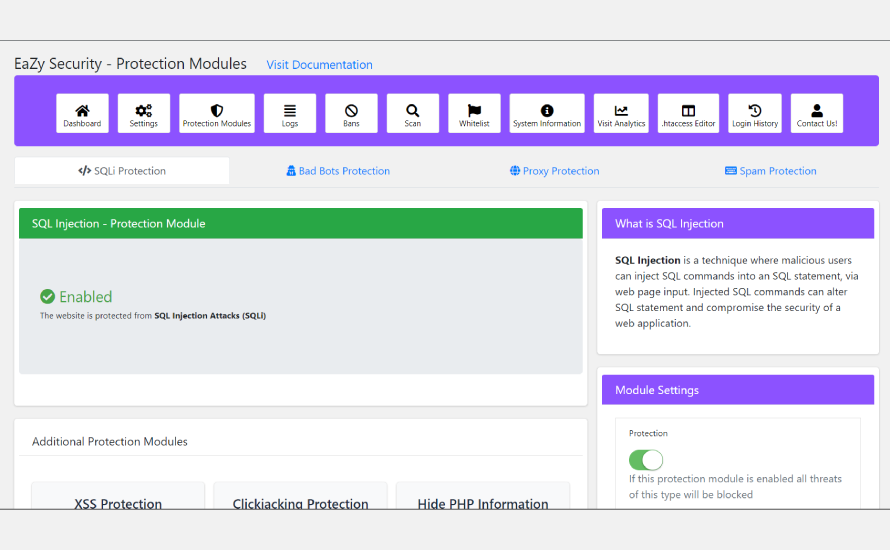 EaZy Security - Protection Modules Visit Documentation
Dashboard Settings Protection Modules Logs Bans Scan Whitelist System Information Visit Analytics .htaccess Editor Login History Contact Us!
SQLi Protection Bad Bots Protection Proxy Protection Spam Protection
SQL Injection - Protection Module
Enabled
The website is protected from SQL Injection Attacks (SQLi)
Additional Protection Modules
XSS Protection Clickjacking Protection Hide PHP Information
What is SQL Injection
SQL Injection is a technique where malicious users
can inject SQL commands into an SQL statement, via
web page input. Injected SQL commands can alter
SQL statement and compromise the security of a
web application.
Module Settings
Protection
If this protection module is enabled all threats
of this type will be blocked